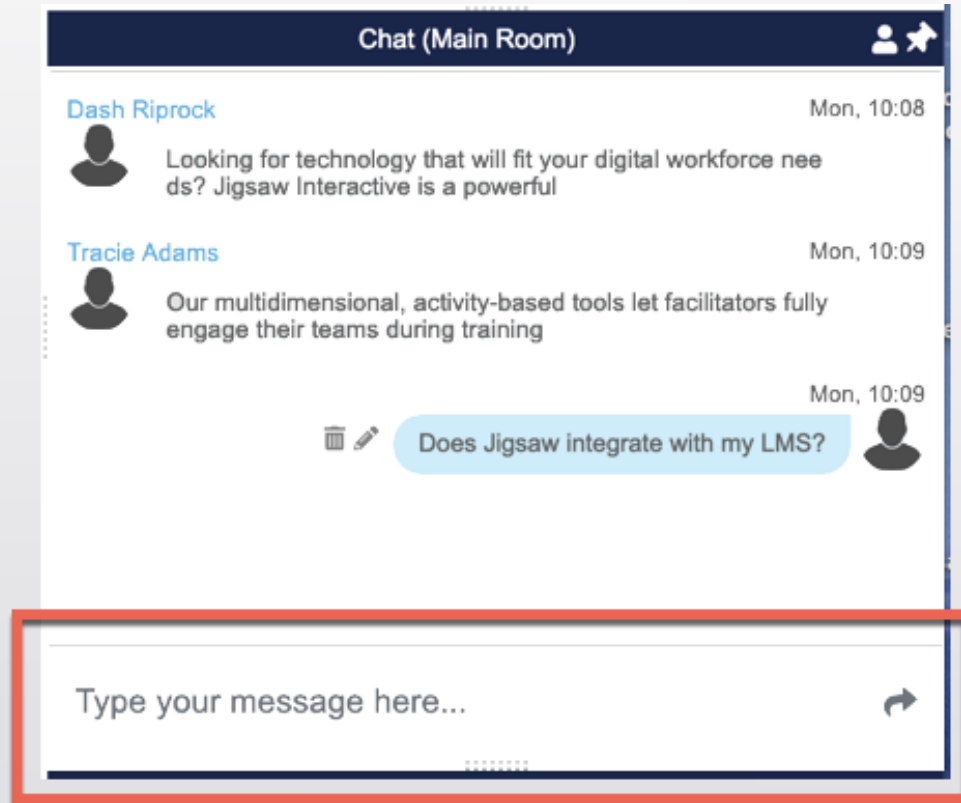 Chat (Main Room)
Dash Riprock
Mon, 10:08
Looking for technology that will fit your digital workforce nee
ds? Jigsaw Interactive is a powerful
Tracie Adams
Mon, 10:09
Our multidimensional, activity-based tools let facilitators fully
engage their teams during training
Mon, 10:09
Does Jigsaw integrate with my LMS?
Type your message here...